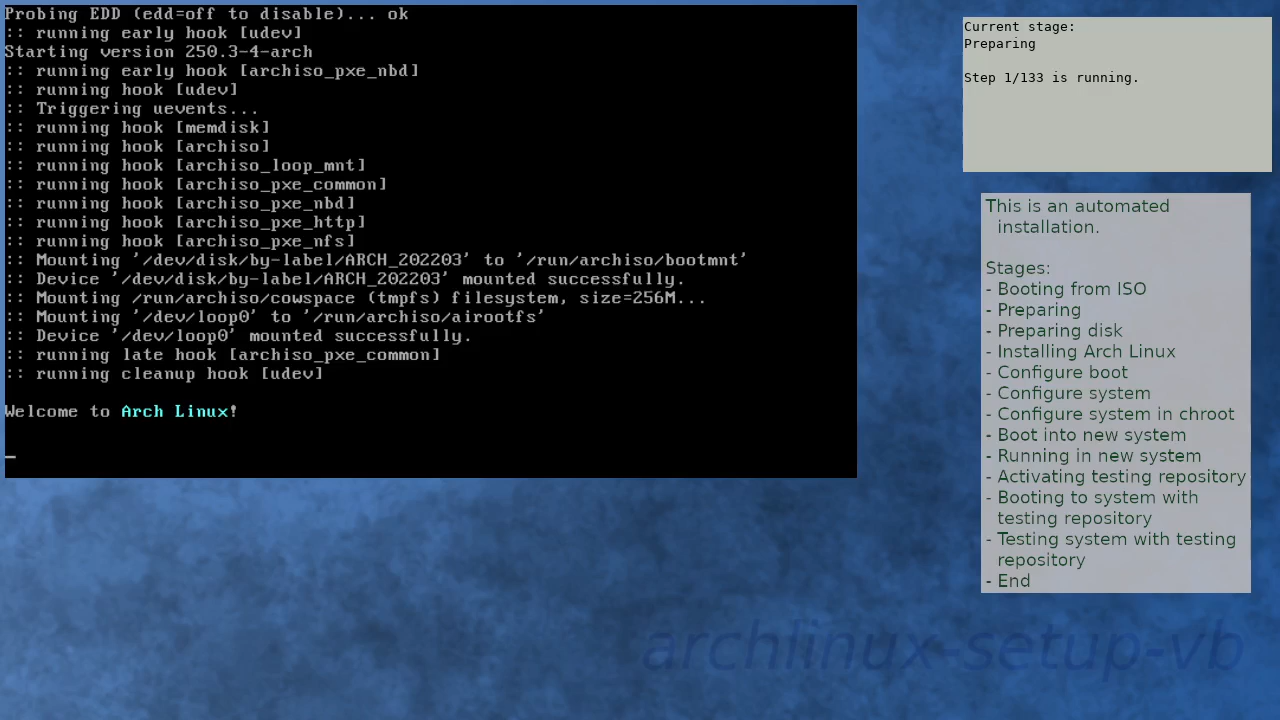 Probing EDD (edd=off to disable)... ok
:: running early hook [udev]
Starting version 250.3-4-arch
:: running early hook [archiso_pxe_nbd]
:: running hook [udev]
:: Triggering uevents...
:: running hook [memdisk]
:: running hook [archiso]
:: running hook [archiso_loop_mnt]
:: running hook [archiso_pxe_common]
:: running hook [archiso_pxe_nbd]
:: running hook [archiso_pxe_http]
:: running hook [archiso_pxe_nfs]
:: Mounting '/dev/disk/by-label/ARCH_202203' to '/run/archiso/bootmnt'
:: Device '/dev/disk/by-label/ARCH_202203' mounted successfully.
:: Mounting /run/archiso/cowspace (tmpfs) filesystem, size=256M...
:: Mounting '/dev/loop0' to '/run/archiso/airootfs'
:: Device '/dev/loop0' mounted successfully.
:: running late hook [archiso_pxe_common]
:: running cleanup hook [udev]
Welcome to Arch Linux!
_
Current stage:
Preparing
Step 1/133 is running.
This is an automated
installation.
Stages:
- Booting from ISO
- Preparing
- Preparing disk
- Installing Arch Linux
- Configure boot
- Configure system
- Configure system in chroot
- Boot into new system
- Running in new system
- Activating testing repository
- Booting to system with
testing repository
- Testing system with testing
repository
- End
archlinux-setup-vb